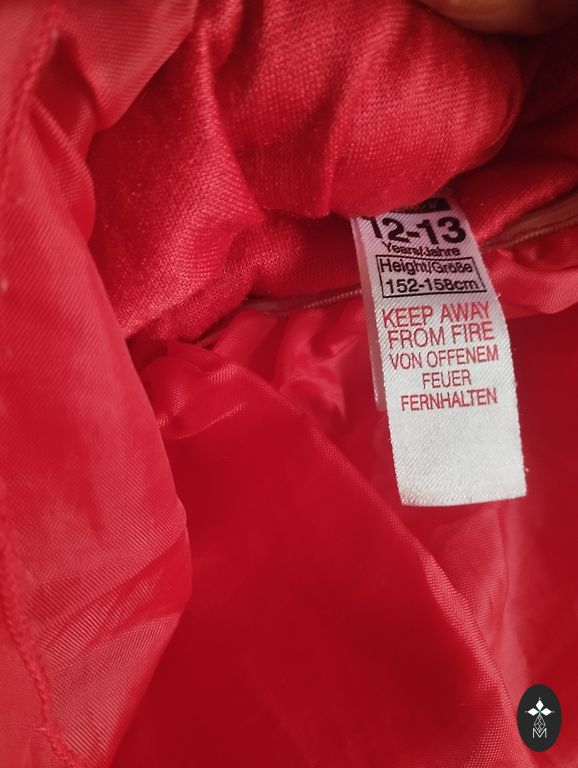 12-13
Years/Jahre
Height/Größe
152-158cm
KEEP AWAY
FROM FIRE
VON OFFENEM
FEUER
FERNHALTEN
M